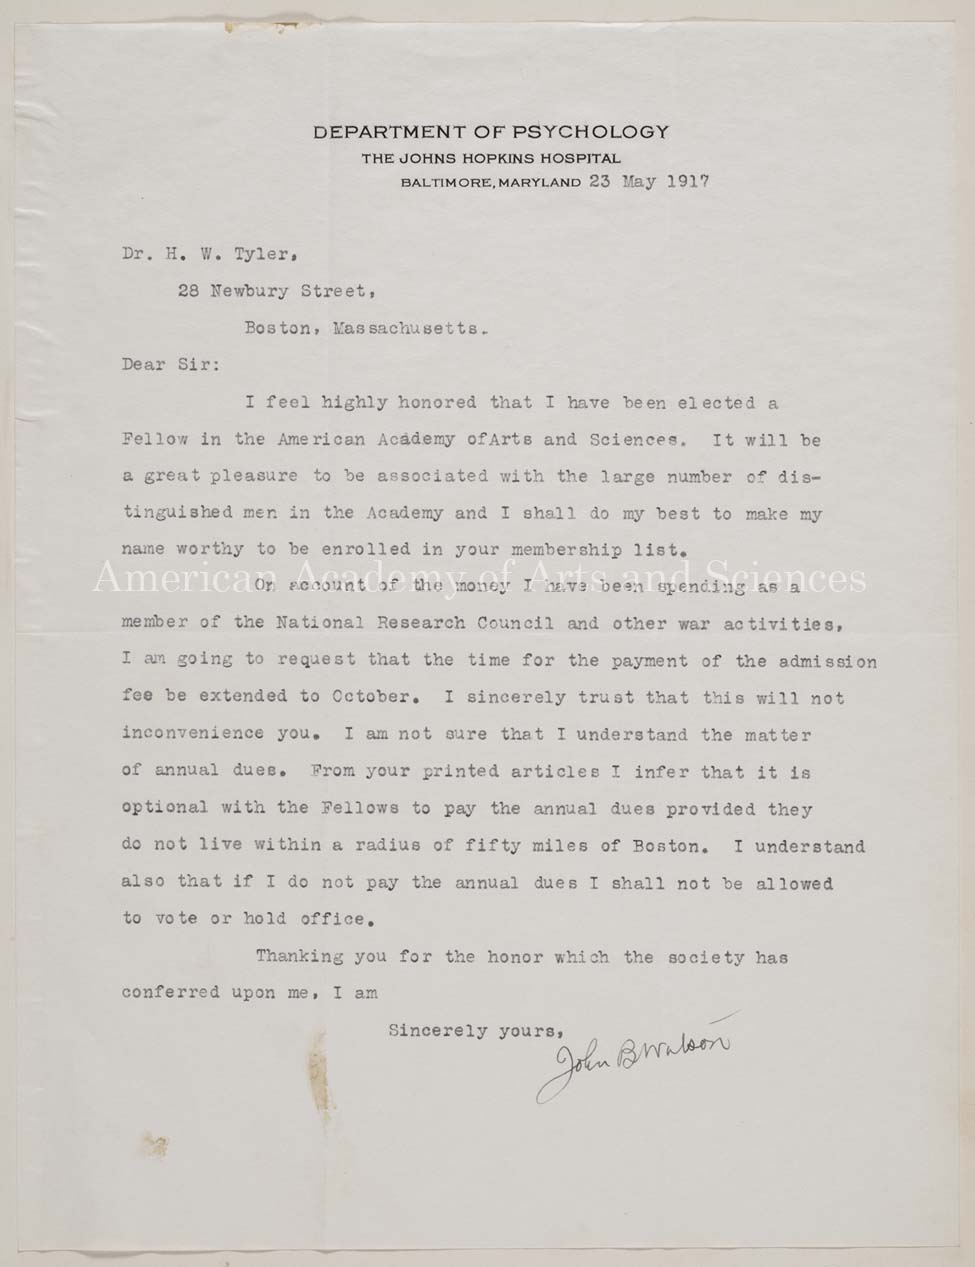 DEPARTMENT OF PSYCHOLOGY
THE JOHNS HOPKINS HOSPITAL
BALTIMORE, MARYLAND 23 May 1917
Dr. H. W. Tyler,
28 Newbury Street,
Boston, Massachusetts.
Dear Sir:
I feel highly honored that I have been elected a
Fellow in the American Academy ofArts and Sciences. It will be
a great pleasure to be associated with the large number of dis-
tinguished men in the Academy and I shall do my best to make my
name worthy to be enrolled in your membership list.
American Academy of Arts and Sciences
On account of the money I have been spending as a
member of the National Research Council and other war activities,
I am going to request that the time for the payment of the admission
fee be extended to October. I sincerely trust that this will not
inconvenience you. I am not sure that I understand the matter
of annual dues. From your printed articles I infer that it is
optional with the Fellows to pay the annual dues provided they
do not live within a radius of fifty miles of Boston. I understand
also that if I do not pay the annual dues I shall not be allowed
to vote or hold office.
Thanking you for the honor which the society has
conferred upon me, I am
Sincerely yours,
John B Watson